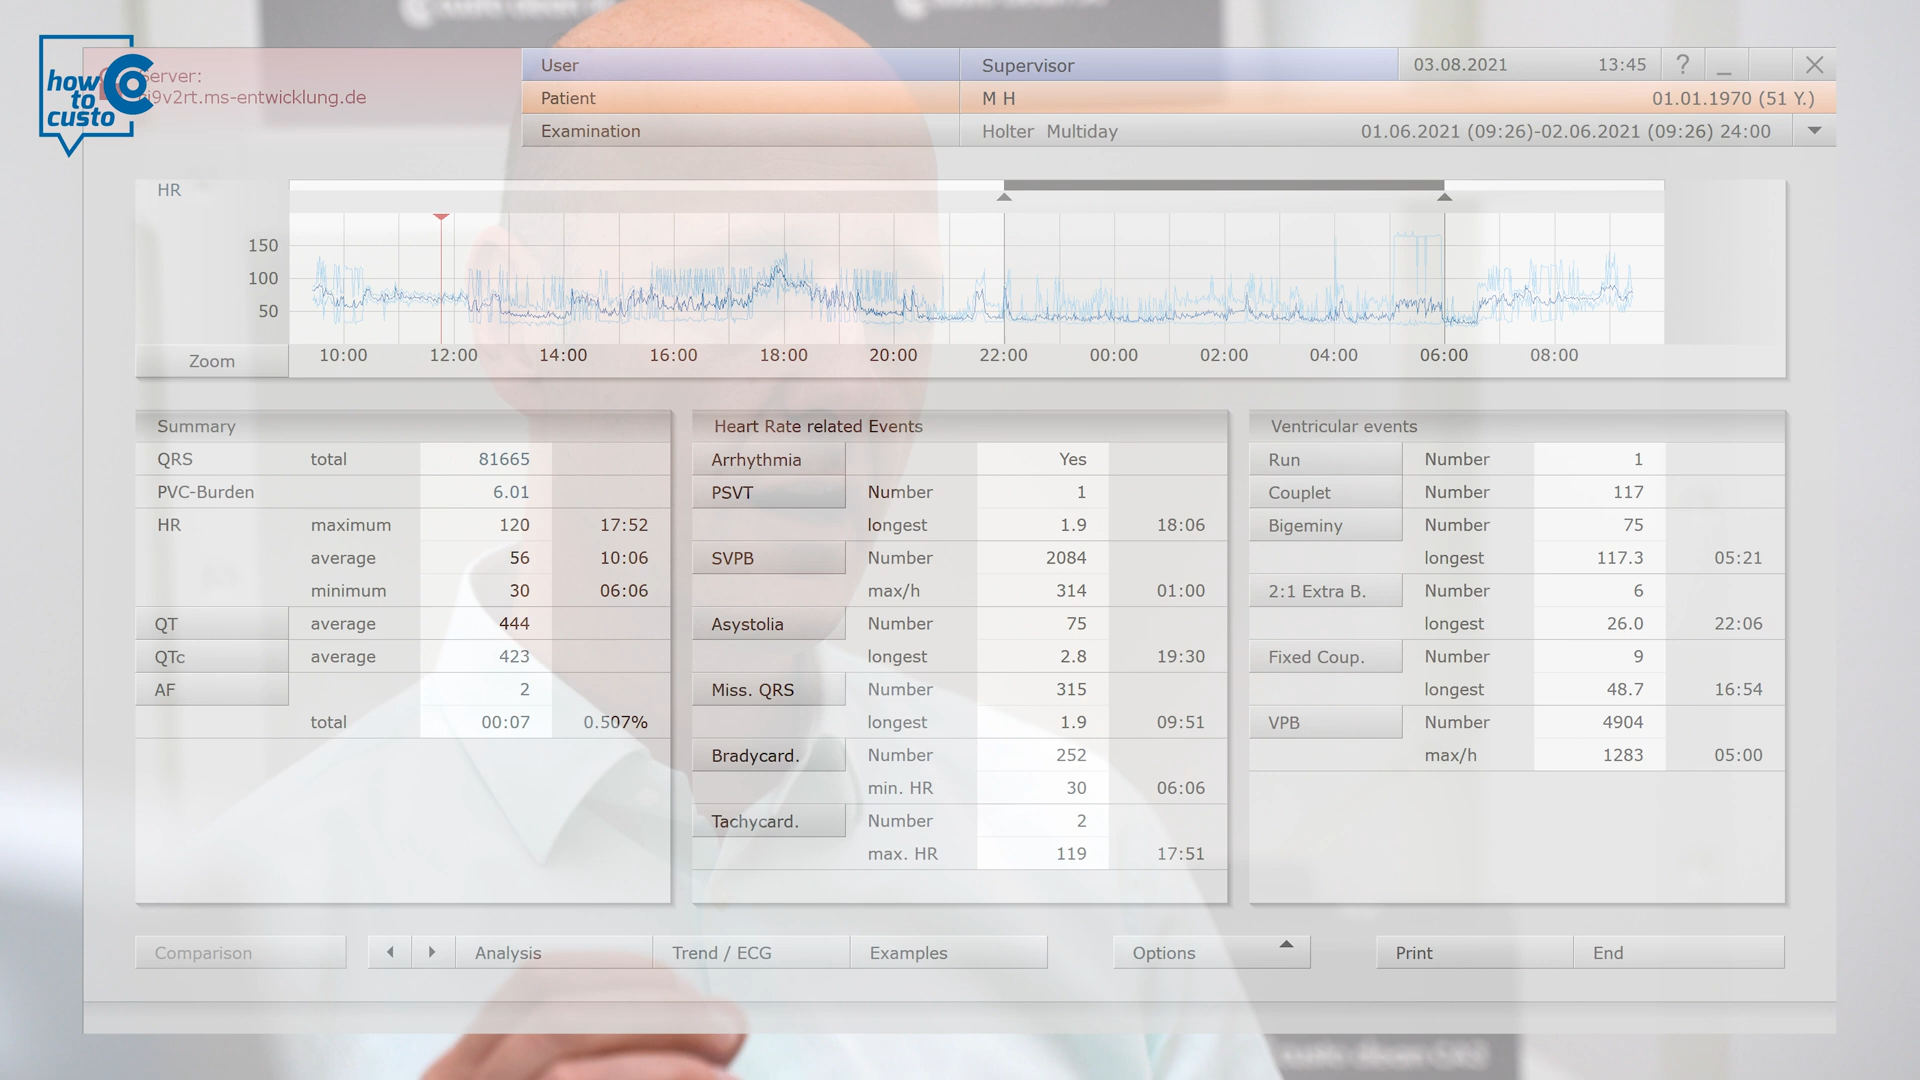 how
to
custo
Server:
User
Supervisor
03.08.2021 13:45 ?
Patient
M H
01.01.1970 (51 Y.)
Examination
Holter Multiday
01.06.2021 (09:26)-02.06.2021 (09:26) 24:00
HR
150
100
50
Zoom
10:00 12:00 14:00 16:00 18:00 20:00 22:00 00:00 02:00 04:00 06:00 08:00
Summary
QRS total 81665
PVC-Burden 6.01
HR maximum 120 17:52
average 56 10:06
minimum 30 06:06
QT average 444
QTc average 423
AF 2
total 00:07 0.507%
Heart Rate related Events
Arrhythmia Yes
PSVT Number 1
longest 1.9 18:06
SVPB Number 2084
max/h 314 01:00
Asystolia Number 75
longest 2.8 19:30
Miss. QRS Number 315
longest 1.9 09:51
Bradycard. Number 252
min. HR 30 06:06
Tachycard. Number 2
max. HR 119 17:51
Ventricular events
Run Number 1
Couplet Number 117
Bigeminy Number 75
longest 117.3 05:21
2:1 Extra B. Number 6
longest 26.0 22:06
Fixed Coup. Number 9
longest 48.7 16:54
VPB Number 4904
max/h 1283 05:00
Comparison
Analysis
Trend / ECG
Examples
Options
Print
End